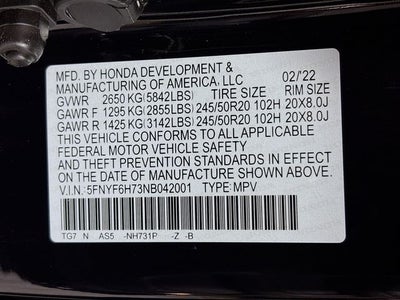 MFD. BY HONDA DEVELOPMENT &
MANUFACTURING OF AMERICA, LLC 02/22
GVWR 2650 KG(5842LBS) TIRE SIZE RIM SIZE
GAWR F 1295 KG(2855LBS) 245/50R20 102H 20X8.0J
GAWR R 1425 KG(3142LBS) 245/50R20 102H 20X8.0J
THIS VEHICLE CONFORMS TO ALL APPLICABLE
FEDERAL MOTOR VEHICLE SAFETY
AND THEFT PREVENTION STANDARDS IN EFFECT ON
THE DATE OF MANUFACTURE SHOWN ABOVE.
V.I.N: 5FNYF6H73NB042001 TYPE: MPV
TG7 N AS5 -NH731P -Z -B